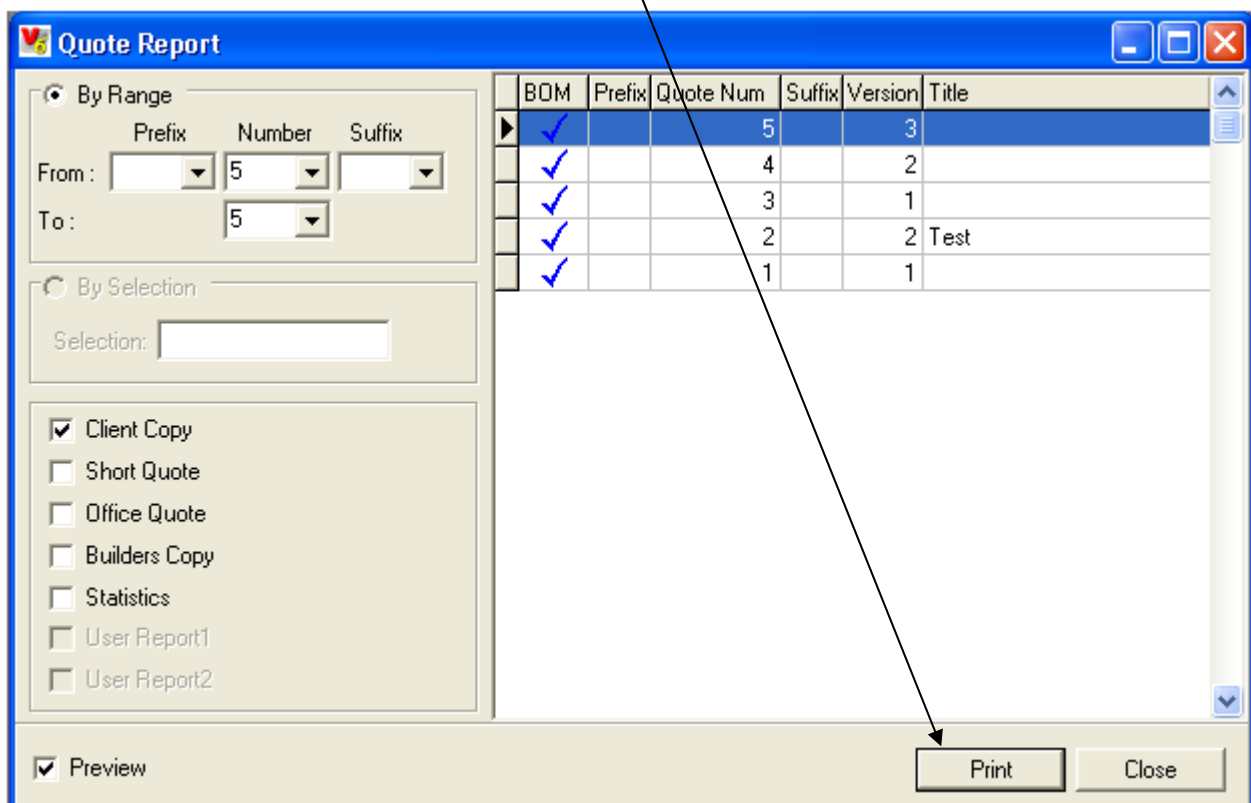 Quote Report
By Range
Prefix Number Suffix
From : 5
To : 5
By Selection
Selection:
Client Copy
Short Quote
Office Quote
Builders Copy
Statistics
User Report1
User Report2
BOM Prefix Quote Num Suffix Version Title
5 3
4 2
3 1
2 2 Test
1 1
Preview
Print Close